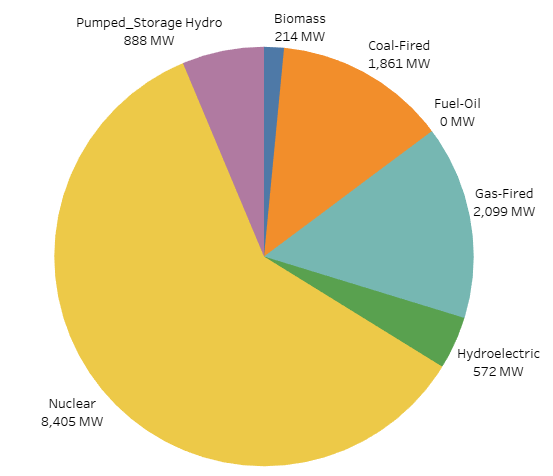 Pumped_Storage Hydro
888 MW
Biomass
214 MW
Coal-Fired
1,861 MW
Fuel-Oil
0 MW
Gas-Fired
2,099 MW
Hydroelectric
572 MW
Nuclear
8,405 MW